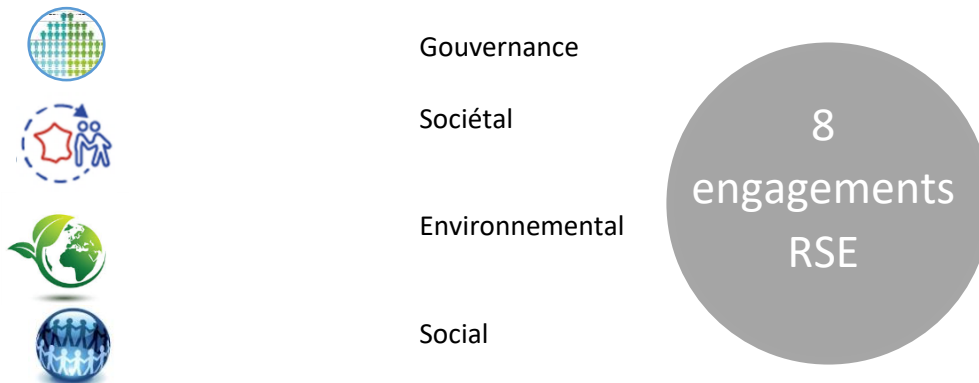 Gouvernance
Sociétal
Environnemental
Social
8
engagements
RSE